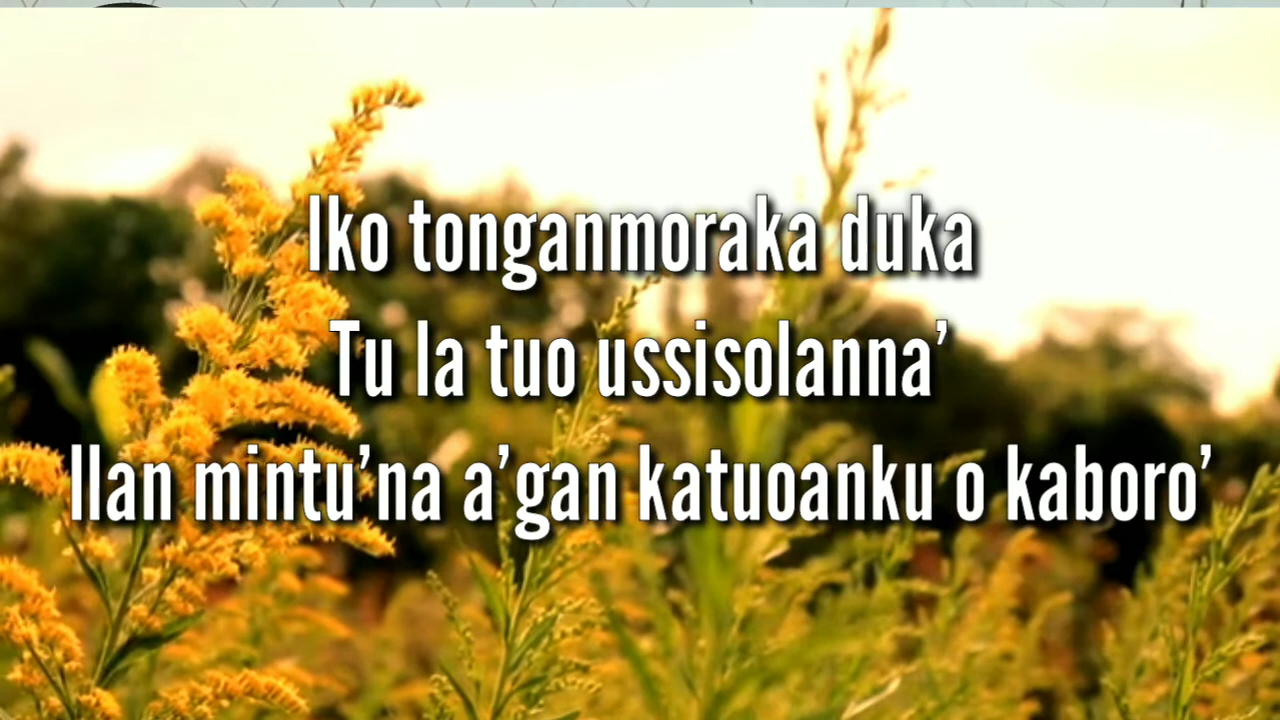 Iko tonganmoraka duka
Tu la tuo ussisolanna’
Ilan mintu’na a’gan katuoanku o kaboro’